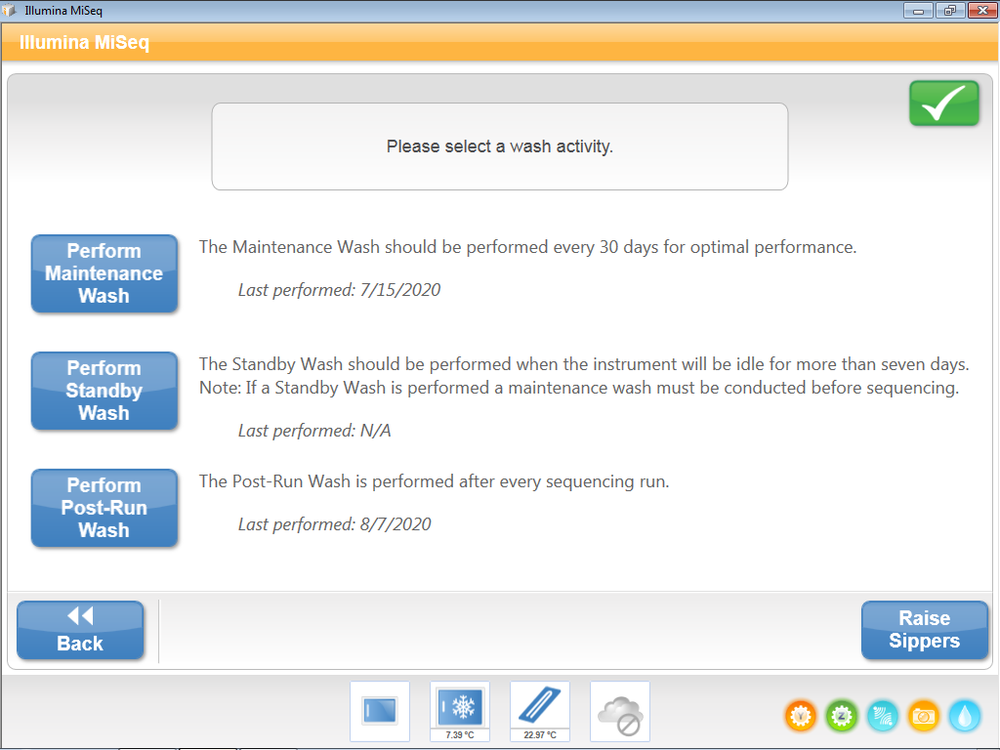 Illumina MiSeq
Illumina MiSeq
Please select a wash activity.
Perform
Maintenance
Wash
The Maintenance Wash should be performed every 30 days for optimal performance.
Last performed: 7/15/2020
Perform
Standby
Wash
The Standby Wash should be performed when the instrument will be idle for more than seven days.
Note: If a Standby Wash is performed a maintenance wash must be conducted before sequencing.
Last performed: N/A
Perform
Post-Run
Wash
The Post-Run Wash is performed after every sequencing run.
Last performed: 8/7/2020
Back
Raise
Sippers
7.39 °C
22.97 °C
Y
Z